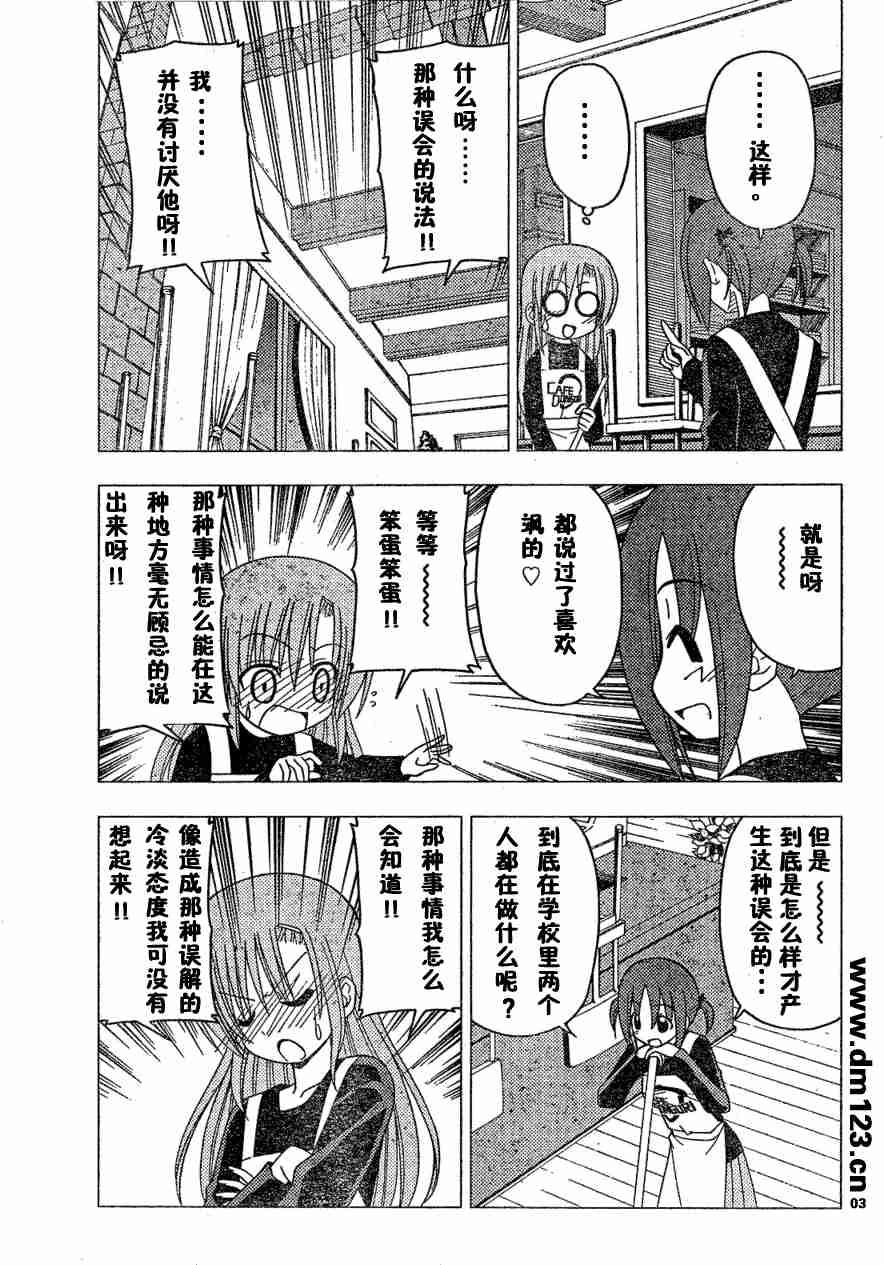 ……这样。
……
CAFE
什么呀……
那种误会的说法!!
我……
并没有讨厌他呀!!
就是呀
～～～
都说过了喜欢
飒的♡
等等～～～
笨蛋笨蛋!!
那种事情怎么能在这
种地方毫无顾忌的说
出来呀!!
但是～～～
到底是怎么样才产
生这种误会的…
到底在学校里两个
人都在做什么呢？
那种事情我怎么
会知道!!
像造成那种误解的
冷淡态度我可没有
想起来!!
www.dm123.cn
03